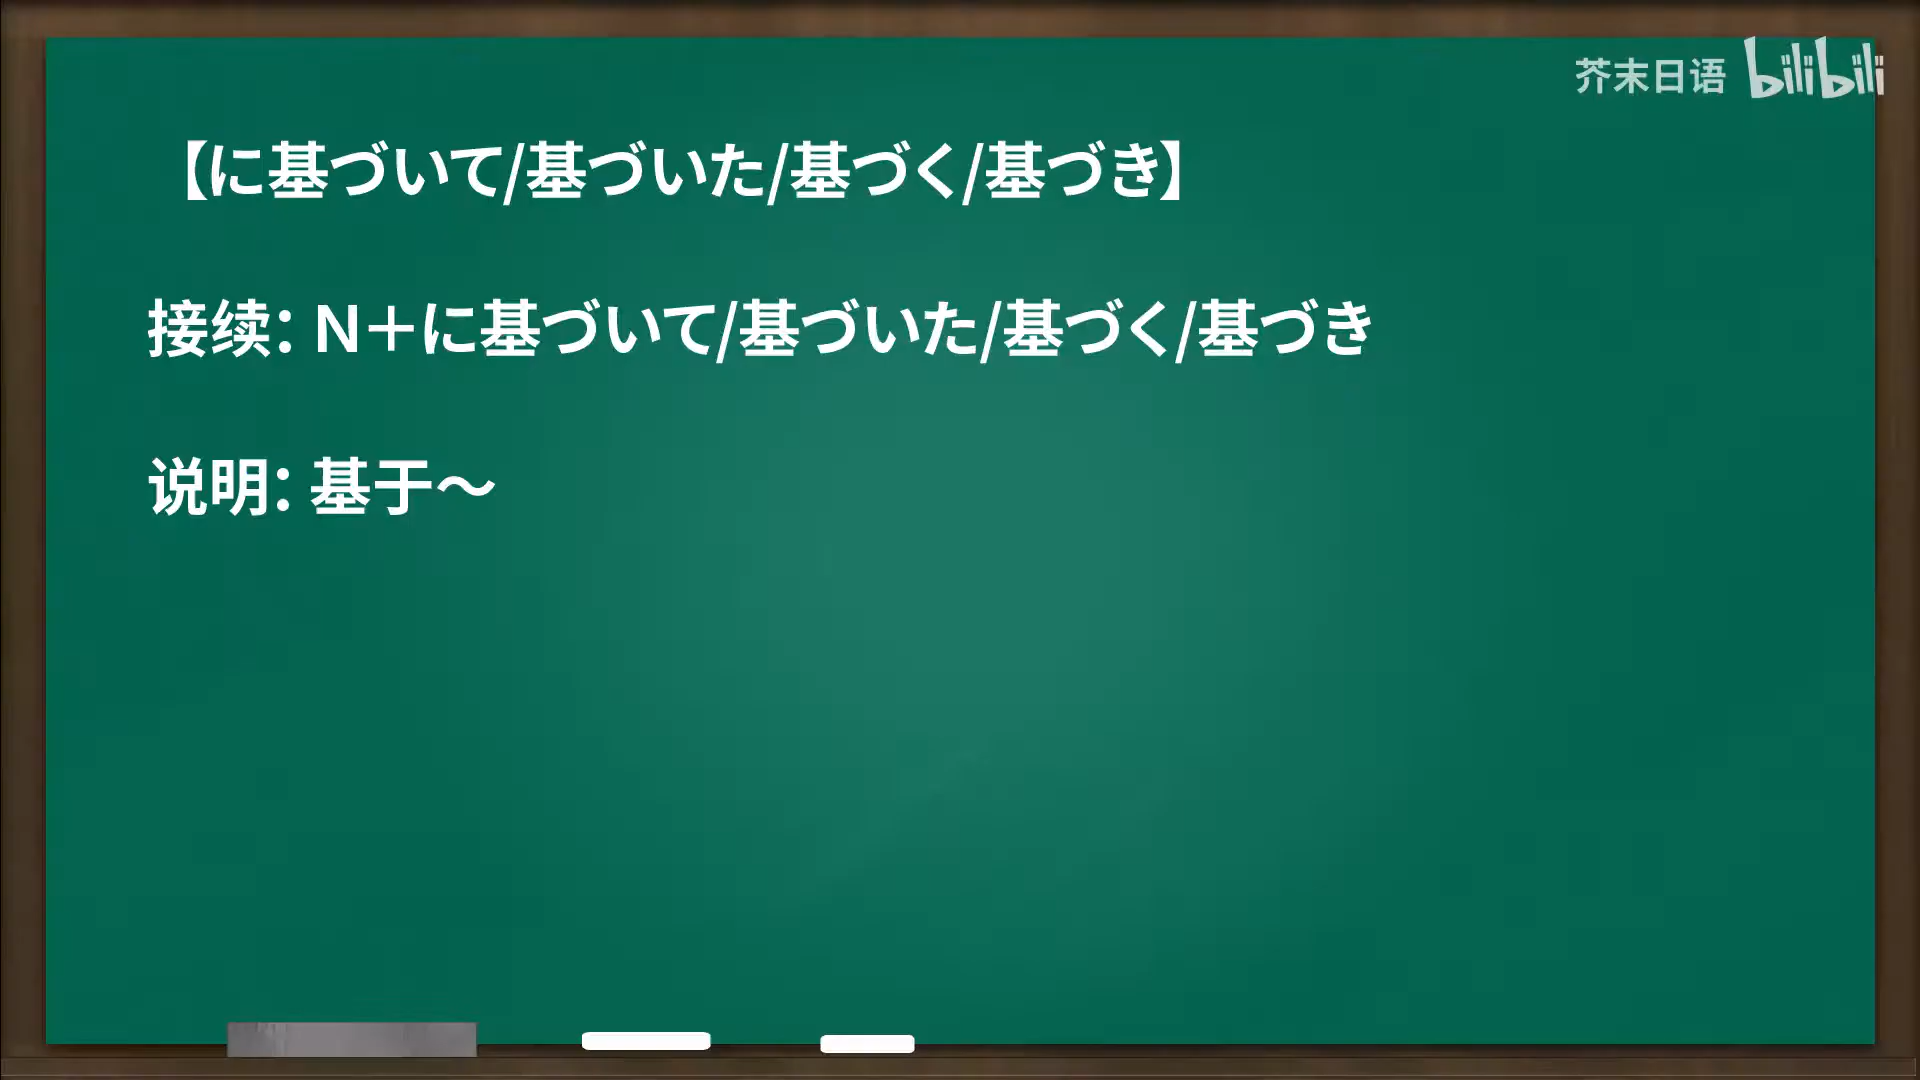 芥末日语 bilibili
【に基づいて/基づいた/基づく/基づき】
接续：N＋に基づいて/基づいた/基づく/基づき
说明：基于～